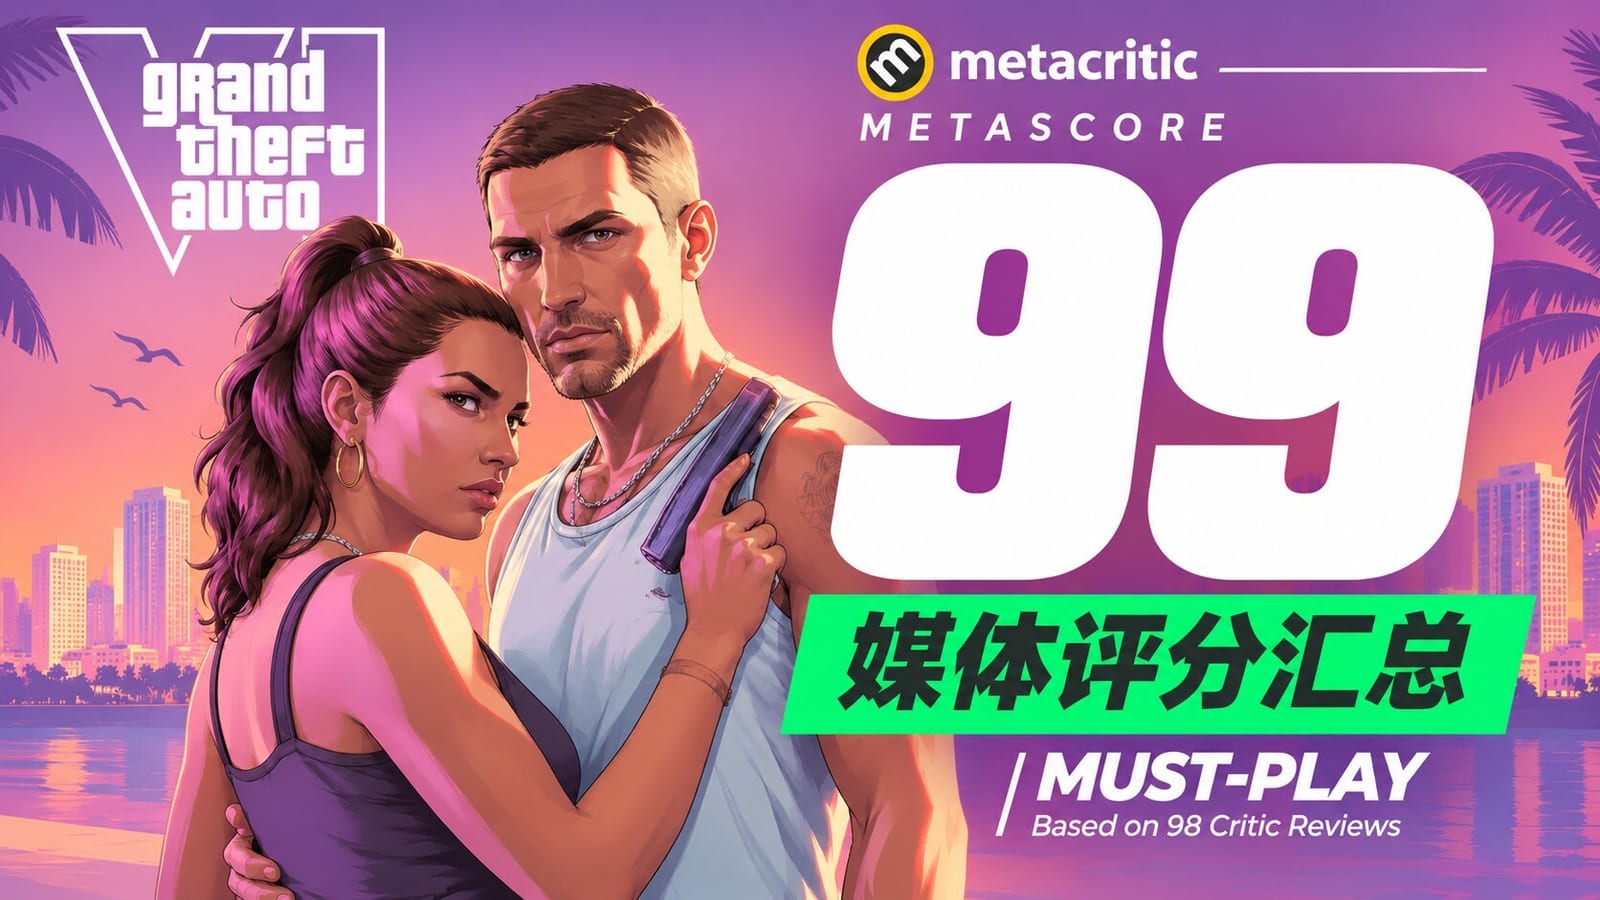 VI
grand
theft
auto
m metacritic
METASCORE
99
媒体评分汇总
MUST-PLAY
Based on 98 Critic Reviews